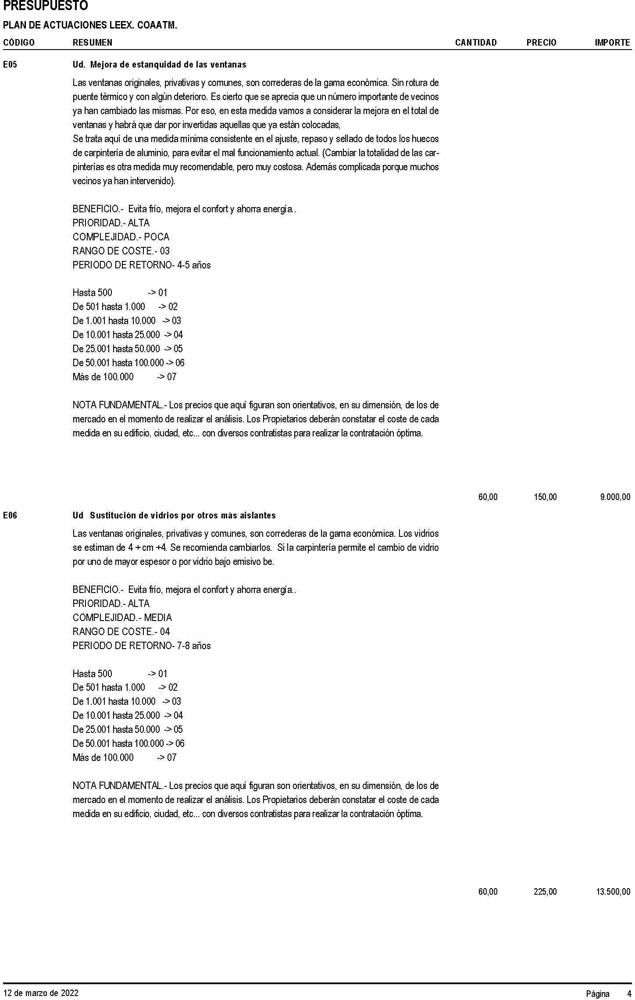 PRESUPUESTO
PLAN DE ACTUACIONES LEEX. COAATM.
CÓDIGO RESUMEN CANTIDAD PRECIO IMPORTE
E05 Ud. Mejora de estanquidad de las ventanas
Las ventanas originales, privativas y comunes, son correderas de la gama económica. Sin rotura de
puente térmico y con algún deterioro. Es cierto que se aprecia que un número importante de vecinos
ya han cambiado las mismas. Por eso, en esta medida vamos a considerar la mejora en el total de
ventanas y habrá que dar por invertidas aquellas que ya están colocadas,
Se trata aquí de una medida mínima consistente en el ajuste, repaso y sellado de todos los huecos
de carpintería de aluminio, para evitar el mal funcionamiento actual. (Cambiar la totalidad de las car-
pinterías es otra medida muy recomendable, pero muy costosa. Además complicada porque muchos
vecinos ya han intervenido).
BENEFICIO.- Evita frío, mejora el confort y ahorra energía..
PRIORIDAD.- ALTA
COMPLEJIDAD.- POCA
RANGO DE COSTE.- 03
PERIODO DE RETORNO- 4-5 años
Hasta 500 -> 01
De 501 hasta 1.000 -> 02
De 1.001 hasta 10.000 -> 03
De 10.001 hasta 25.000 -> 04
De 25.001 hasta 50.000 -> 05
De 50.001 hasta 100.000 -> 06
Más de 100.000 -> 07
NOTA FUNDAMENTAL.- Los precios que aquí figuran son orientativos, en su dimensión, de los de
mercado en el momento de realizar el análisis. Los Propietarios deberán constatar el coste de cada
medida en su edificio, ciudad, etc... con diversos contratistas para realizar la contratación óptima.
60,00 150,00 9.000,00
E06 Ud Sustitución de vidrios por otros más aislantes
Las ventanas originales, privativas y comunes, son correderas de la gama económica. Los vidrios
se estiman de 4 + cm +4. Se recomienda cambiarlos. Si la carpintería permite el cambio de vidrio
por uno de mayor espesor o por vidrio bajo emisivo be.
BENEFICIO.- Evita frío, mejora el confort y ahorra energía..
PRIORIDAD.- ALTA
COMPLEJIDAD.- MEDIA
RANGO DE COSTE.- 04
PERIODO DE RETORNO- 7-8 años
Hasta 500 -> 01
De 501 hasta 1.000 -> 02
De 1.001 hasta 10.000 -> 03
De 10.001 hasta 25.000 -> 04
De 25.001 hasta 50.000 -> 05
De 50.001 hasta 100.000 -> 06
Más de 100.000 -> 07
NOTA FUNDAMENTAL.- Los precios que aquí figuran son orientativos, en su dimensión, de los de
mercado en el momento de realizar el análisis. Los Propietarios deberán constatar el coste de cada
medida en su edificio, ciudad, etc... con diversos contratistas para realizar la contratación óptima.
60,00 225,00 13.500,00
12 de marzo de 2022 Página 4